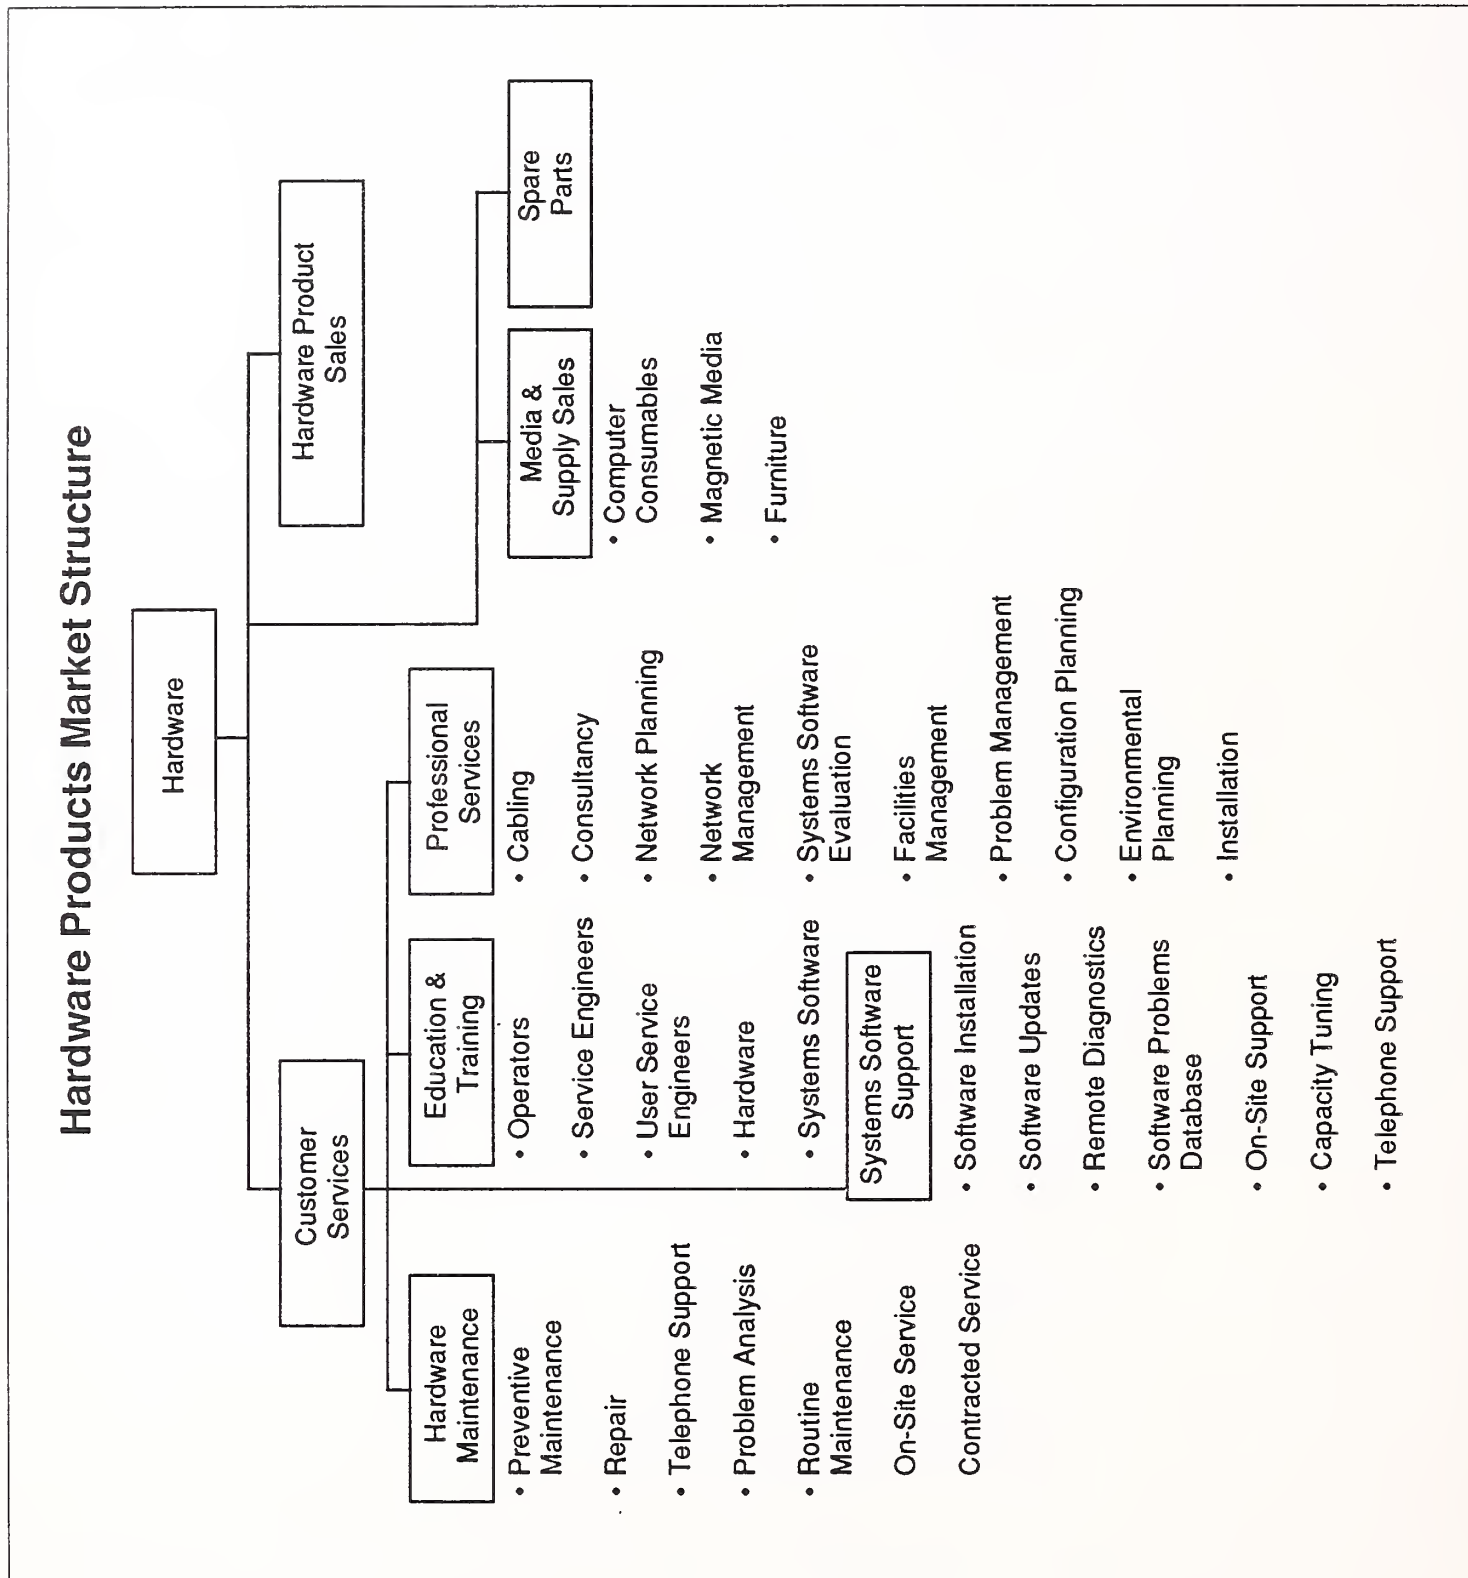 Hardware Products Market Structure
Hardware
Customer
Services
Hardware Product
Sales
Hardware
Maintenance
• Preventive
Maintenance
• Repair
• Telephone Support
• Problem Analysis
• Routine
Maintenance
On-Site Service
Contracted Service
Education &
Training
• Operators
• Service Engineers
• User Service
Engineers
• Hardware
• Systems Software
Systems Software
Support
• Software Installation
• Software Updates
• Remote Diagnostics
• Software Problems
Database
• On-Site Support
• Capacity Tuning
• Telephone Support
Professional
Services
• Cabling
• Consultancy
• Network Planning
• Network
Management
• Systems Software
Evaluation
• Facilities
Management
• Problem Management
• Configuration Planning
• Environmental
Planning
• Installation
Media &
Supply Sales
• Computer
Consumables
• Magnetic Media
• Furniture
Spare
Parts